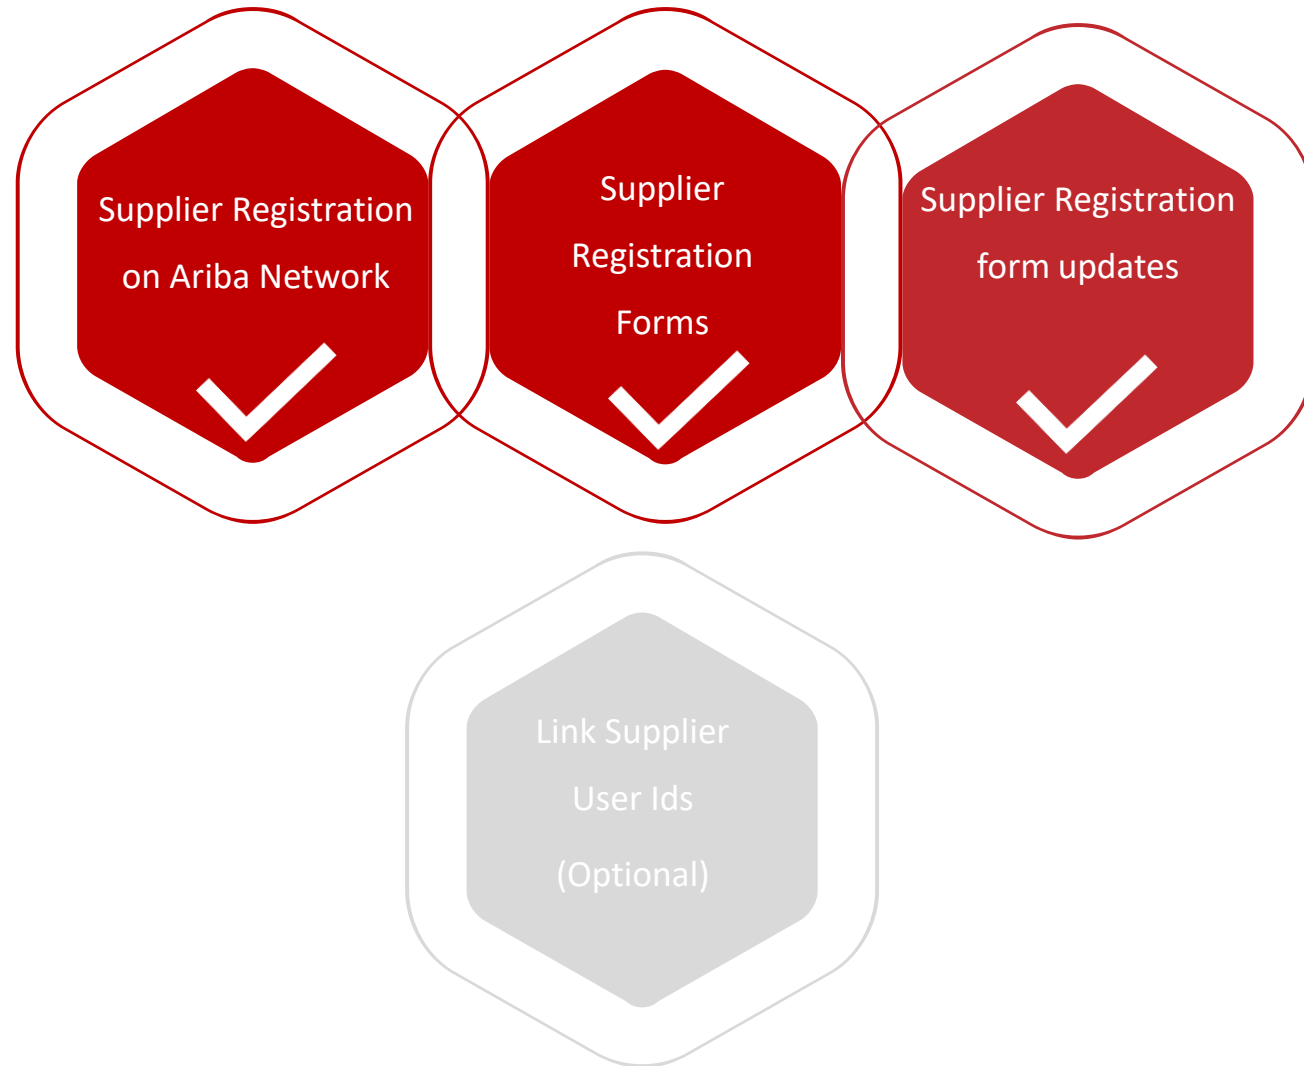 Supplier Registration
on Ariba Network
Supplier
Registration
Forms
Supplier Registration
form updates
Link Supplier
User Ids
(Optional)